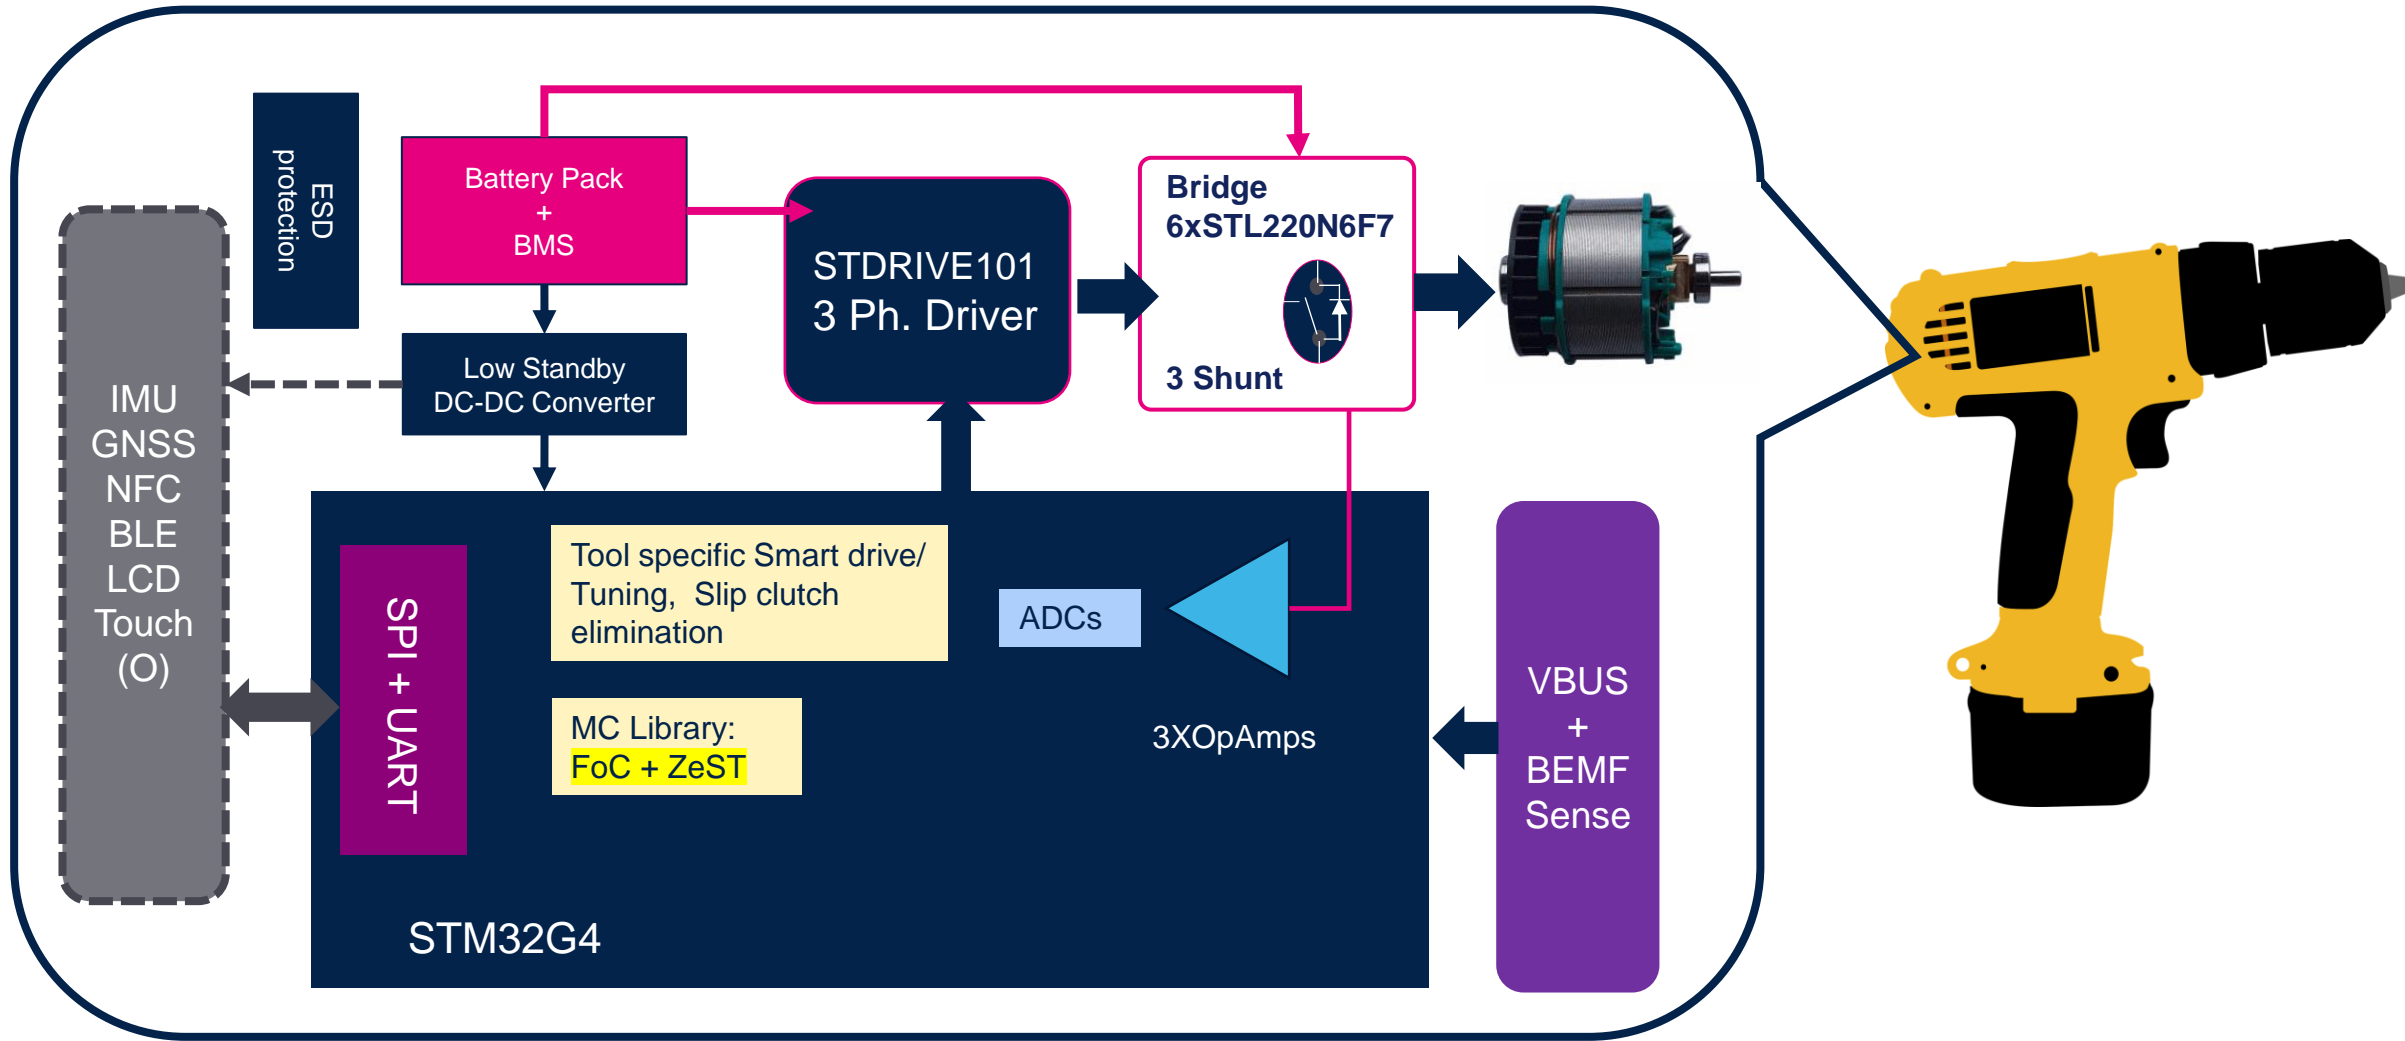 ESD
protection
Battery Pack
+
BMS
Low Standby
DC-DC Converter
STDRIVE101
3 Ph. Driver
Bridge
6xSTL220N6F7
3 Shunt
IMU
GNSS
NFC
BLE
LCD
Touch
(O)
SPI + UART
Tool specific Smart drive/
Tuning, Slip clutch
elimination
MC Library:
FoC + ZeST
ADCs
3XOpAmps
STM32G4
VBUS
+
BEMF
Sense